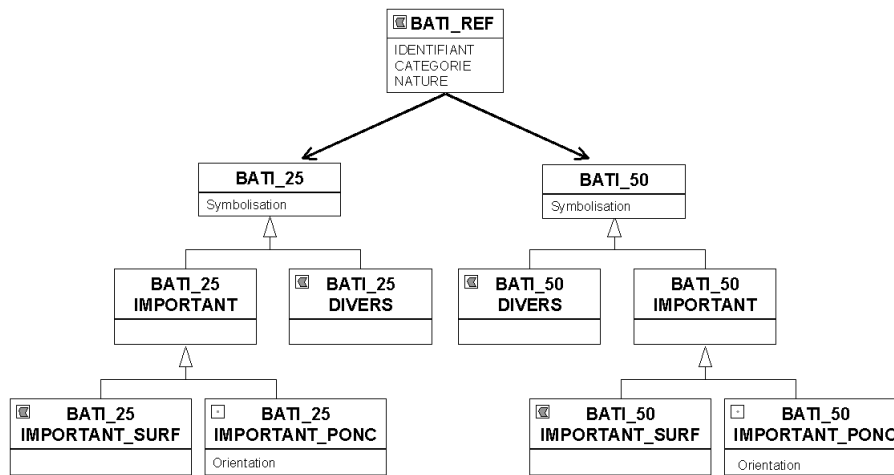 BATI_REF
IDENTIFIANT
CATEGORIE
NATURE
BATI_25
Symbolisation
BATI_50
Symbolisation
BATI_25
IMPORTANT
BATI_25
DIVERS
BATI_50
DIVERS
BATI_50
IMPORTANT
BATI_25
IMPORTANT_SURF
BATI_25
IMPORTANT_PONC
Orientation
BATI_50
IMPORTANT_SURF
BATI_50
IMPORTANT_PONC
Orientation